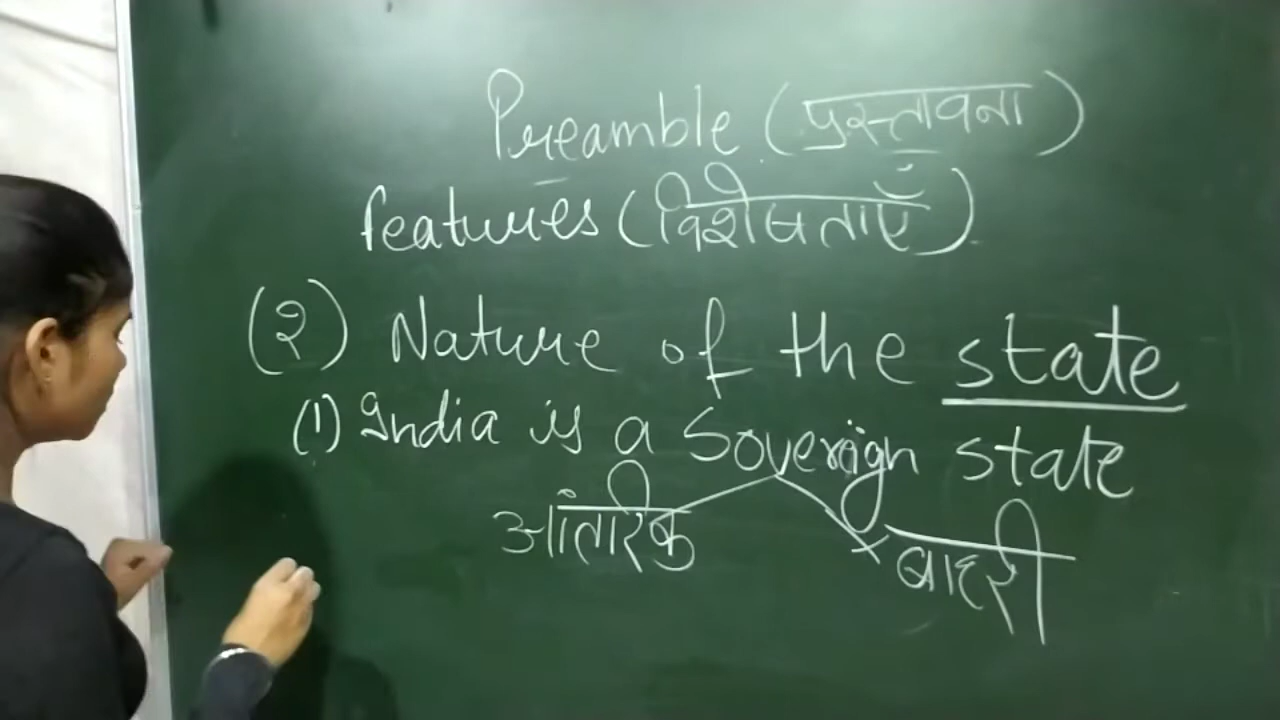 Preamble (प्रस्तावना)
features (विशेषताएँ)
(२) Nature of the state
(1) India is a Sovereign state
आंतरिक बाहरी